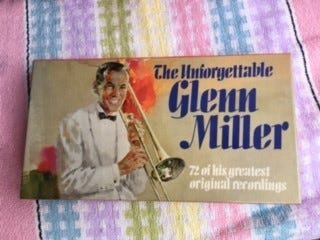 The Unforgettable
Glenn
Miller
72 of his greatest
original recordings